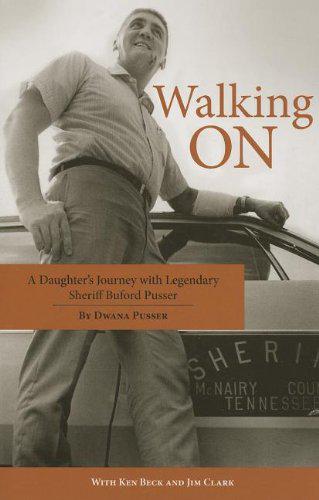 Walking
ON
A Daughter's Journey with Legendary
Sheriff Buford Pusser
By Dwana Pusser
SHERIF
McNAIRY COU
TENNESSEE
With Ken Beck and Jim Clark